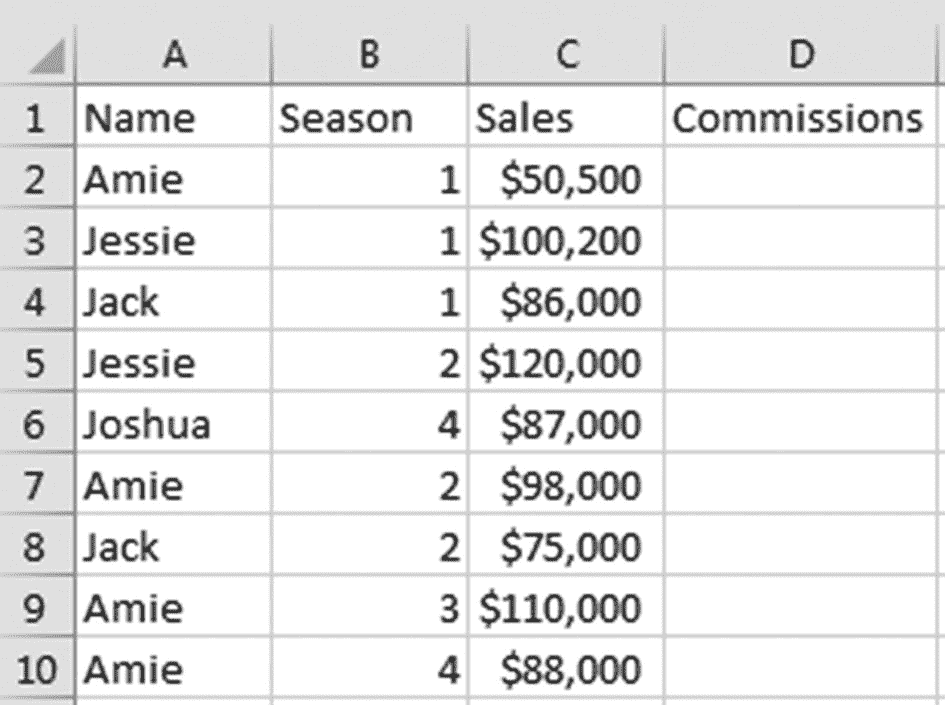 A B C D
1 Name Season Sales Commissions
2 Amie 1 $50,500
3 Jessie 1 $100,200
4 Jack 1 $86,000
5 Jessie 2 $120,000
6 Joshua 4 $87,000
7 Amie 2 $98,000
8 Jack 2 $75,000
9 Amie 3 $110,000
10 Amie 4 $88,000